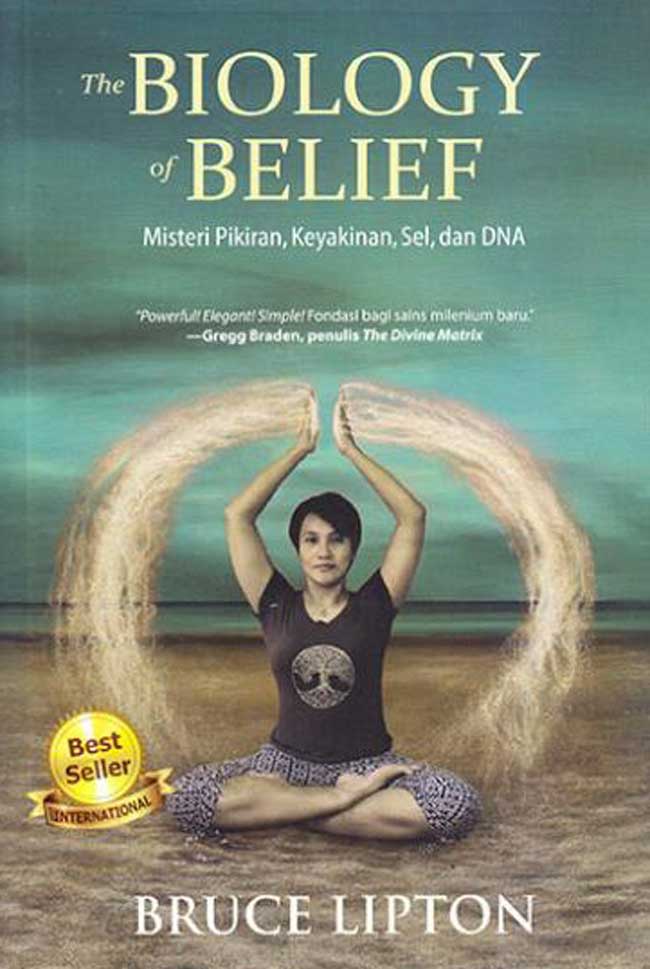 The BIOLOGY
of BELIEF
Misteri Pikiran, Keyakinan, Sel, dan DNA
"Powerful! Elegant! Simple! Fondasi bagi sains milenium baru."
—Gregg Braden, penulis The Divine Matrix
Best
Seller
INTERNATIONAL
BRUCE LIPTON